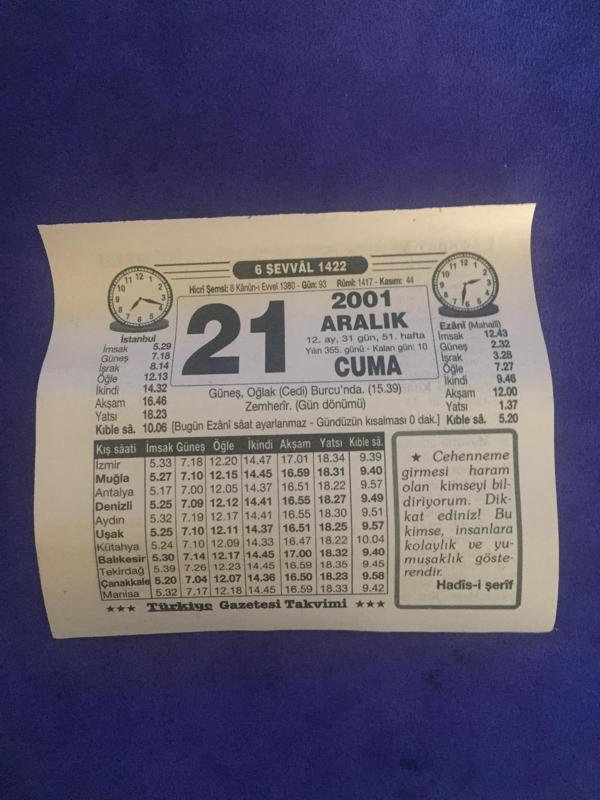 6 ŞEVVÂL 1422
Hicrî Şemsî: 8 Kânûn-ı Evvel 1380 - Gün: 93 Rûmî: 1417 - Kasım: 44
21
2001
ARALIK
12. ay, 31 gün, 51. hafta
Yılın 355. günü - Kalan gün: 10
CUMA
İstanbul
İmsak 5.29
Güneş 7.18
İşrak 8.14
Öğle 12.13
İkindi 14.32
Akşam 16.46
Yatsı 18.23
Kıble sâ. 10.06
Ezânî (Mahallî)
İmsak 12.43
Güneş 2.32
İşrak 3.28
Öğle 7.27
İkindi 9.46
Akşam 12.00
Yatsı 1.37
Kıble sâ. 5.20
Güneş, Oğlak (Cedi) Burcu'nda. (15.39)
Zemherîr. (Gün dönümü)
[Bugün Ezânî sâat ayarlanmaz - Gündüzün kısalması 0 dak.]
Kış sâati İmsak Güneş Öğle İkindi Akşam Yatsı Kıble sâ.
İzmir 5.33 7.18 12.20 14.47 17.01 18.34 9.39
Muğla 5.27 7.10 12.15 14.45 16.59 18.31 9.40
Antalya 5.17 7.00 12.05 14.37 16.51 18.22 9.57
Denizli 5.25 7.09 12.12 14.41 16.55 18.27 9.49
Aydın 5.32 7.19 12.17 14.41 16.55 18.30 9.51
Uşak 5.25 7.10 12.11 14.37 16.51 18.25 9.57
Kütahya 5.24 7.10 12.09 14.33 16.47 18.22 10.04
Balıkesir 5.30 7.14 12.17 14.45 17.00 18.32 9.40
Tekirdağ 5.39 7.26 12.23 14.45 16.59 18.35 9.45
Çanakkale 5.20 7.04 12.07 14.36 16.50 18.23 9.58
Manisa 5.32 7.17 12.18 14.45 16.59 18.33 9.42
★★★ Türkiye Gazetesi Takvimi ★★★
★ Cehenneme
girmesi haram
olan kimseyi bil-
diriyorum. Dik-
kat ediniz! Bu
kimse, insanlara
kolaylık ve yu-
muşaklık göste-
rendir.
Hadîs-i şerîf